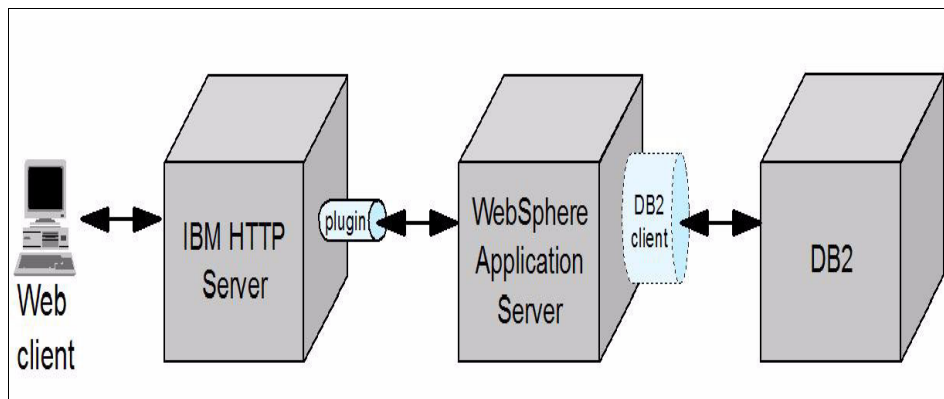 Web
client
IBM HTTP
Server
plugin
WebSphere
Application
Server
DB2
client
DB2